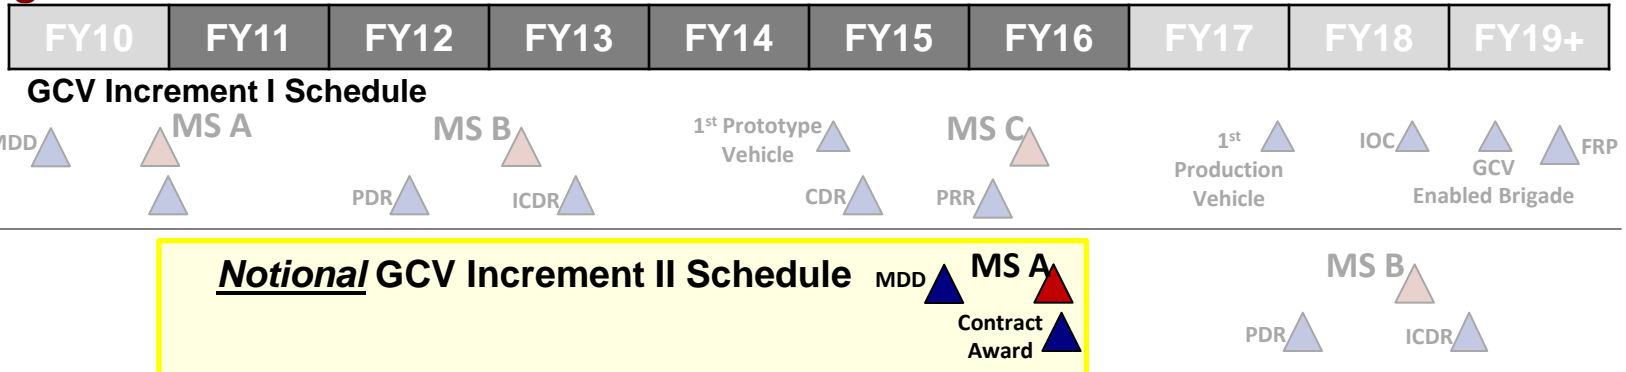 FY10 FY11 FY12 FY13 FY14 FY15 FY16 FY17 FY18 FY19+
GCV Increment I Schedule
MDD MS A MS B 1st Prototype Vehicle MS C 1st Production Vehicle IOC GCV Enabled Brigade FRP
PDR ICDR CDR PRR
Notional GCV Increment II Schedule MDD MS A MS B
Contract Award PDR ICDR